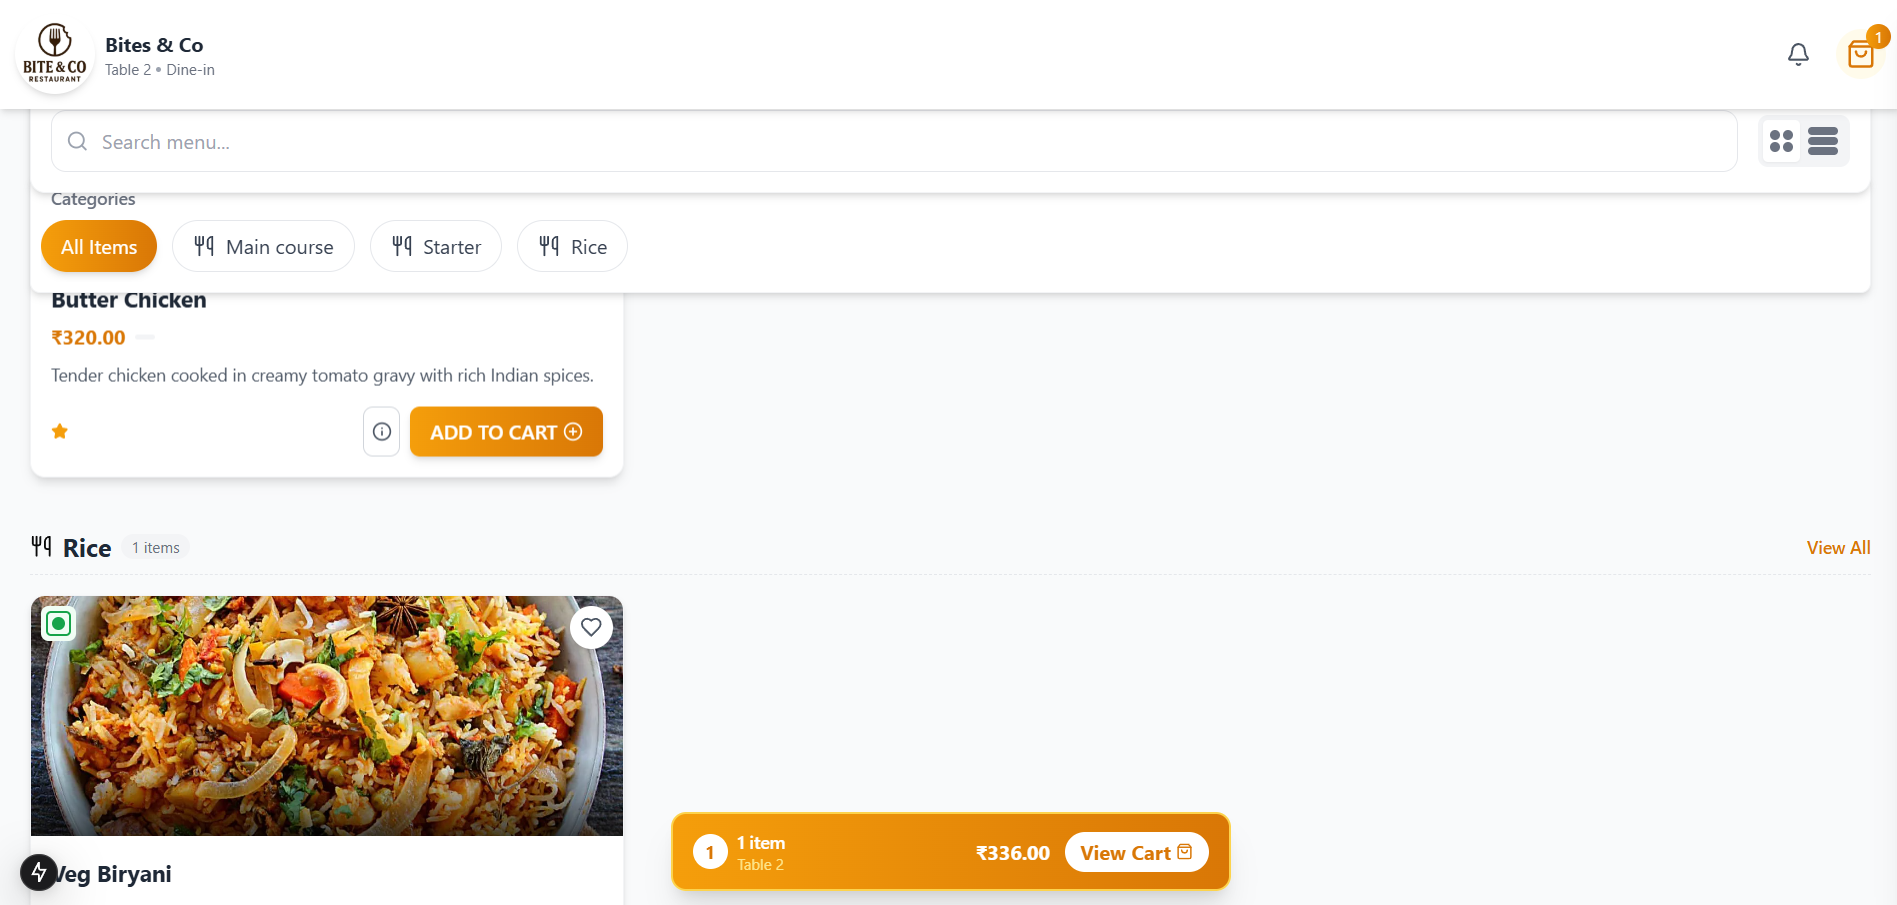 BITE & CO
RESTAURANT
Bites & Co
Table 2 • Dine-in
1
Search menu...
Categories
All Items
Main course
Starter
Rice
Butter Chicken
₹320.00
Tender chicken cooked in creamy tomato gravy with rich Indian spices.
ADD TO CART
Rice
1 items
View All
1
1 item
Table 2
₹336.00
View Cart
Veg Biryani